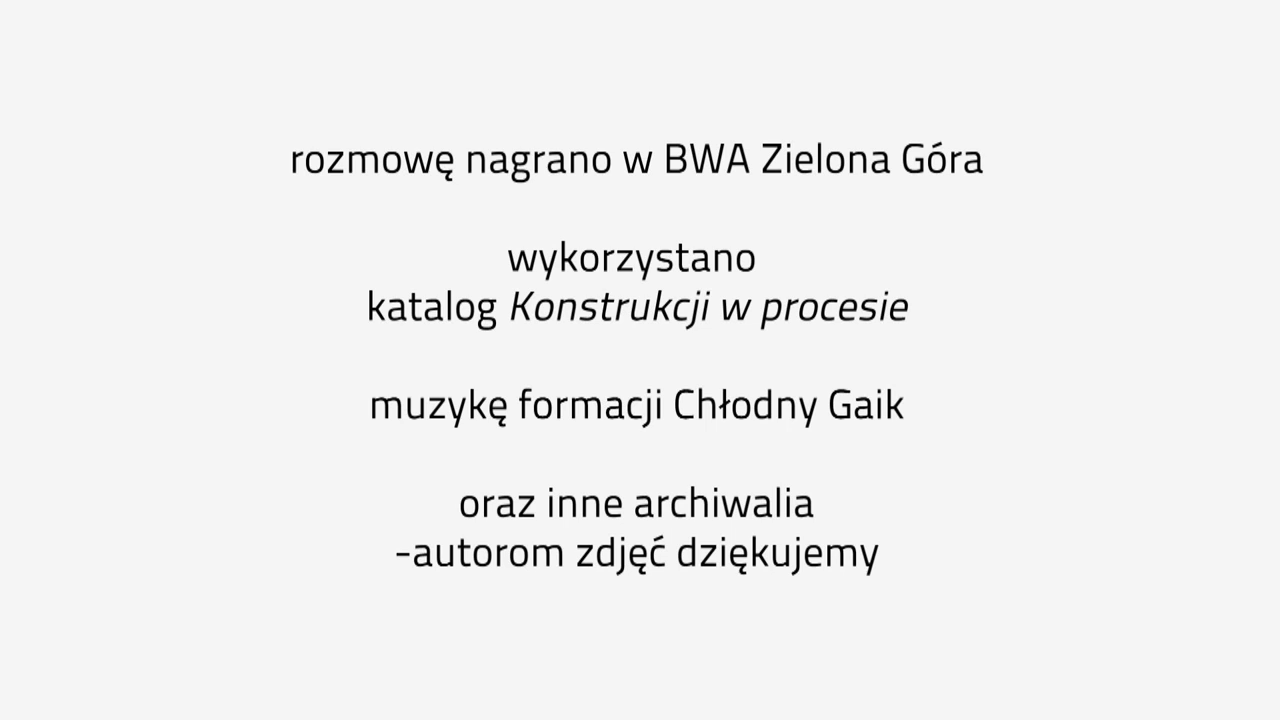 rozmowę nagrano w BWA Zielona Góra
wykorzystano
katalog Konstrukcji w procesie
muzykę formacji Chłodny Gaik
oraz inne archiwalia
-autorom zdjęć dziękujemy